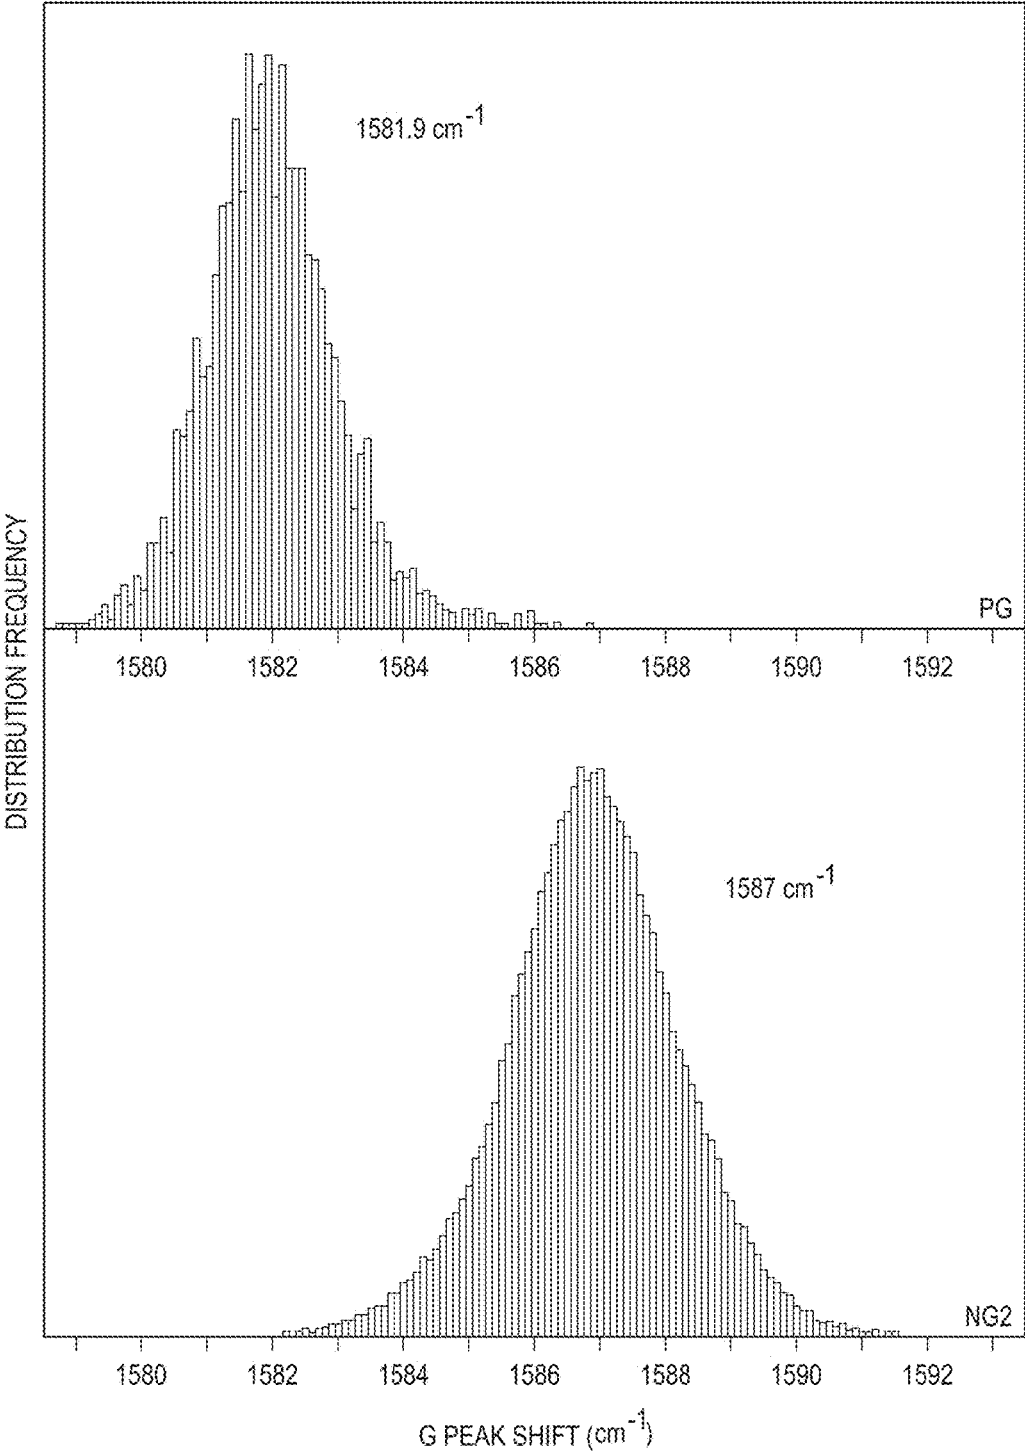 1581.9 cm-1
PG
1580 1582 1584 1586 1588 1590 1592
DISTRIBUTION FREQUENCY
1587 cm-1
NG2
1580 1582 1584 1586 1588 1590 1592
G PEAK SHIFT (cm-1)